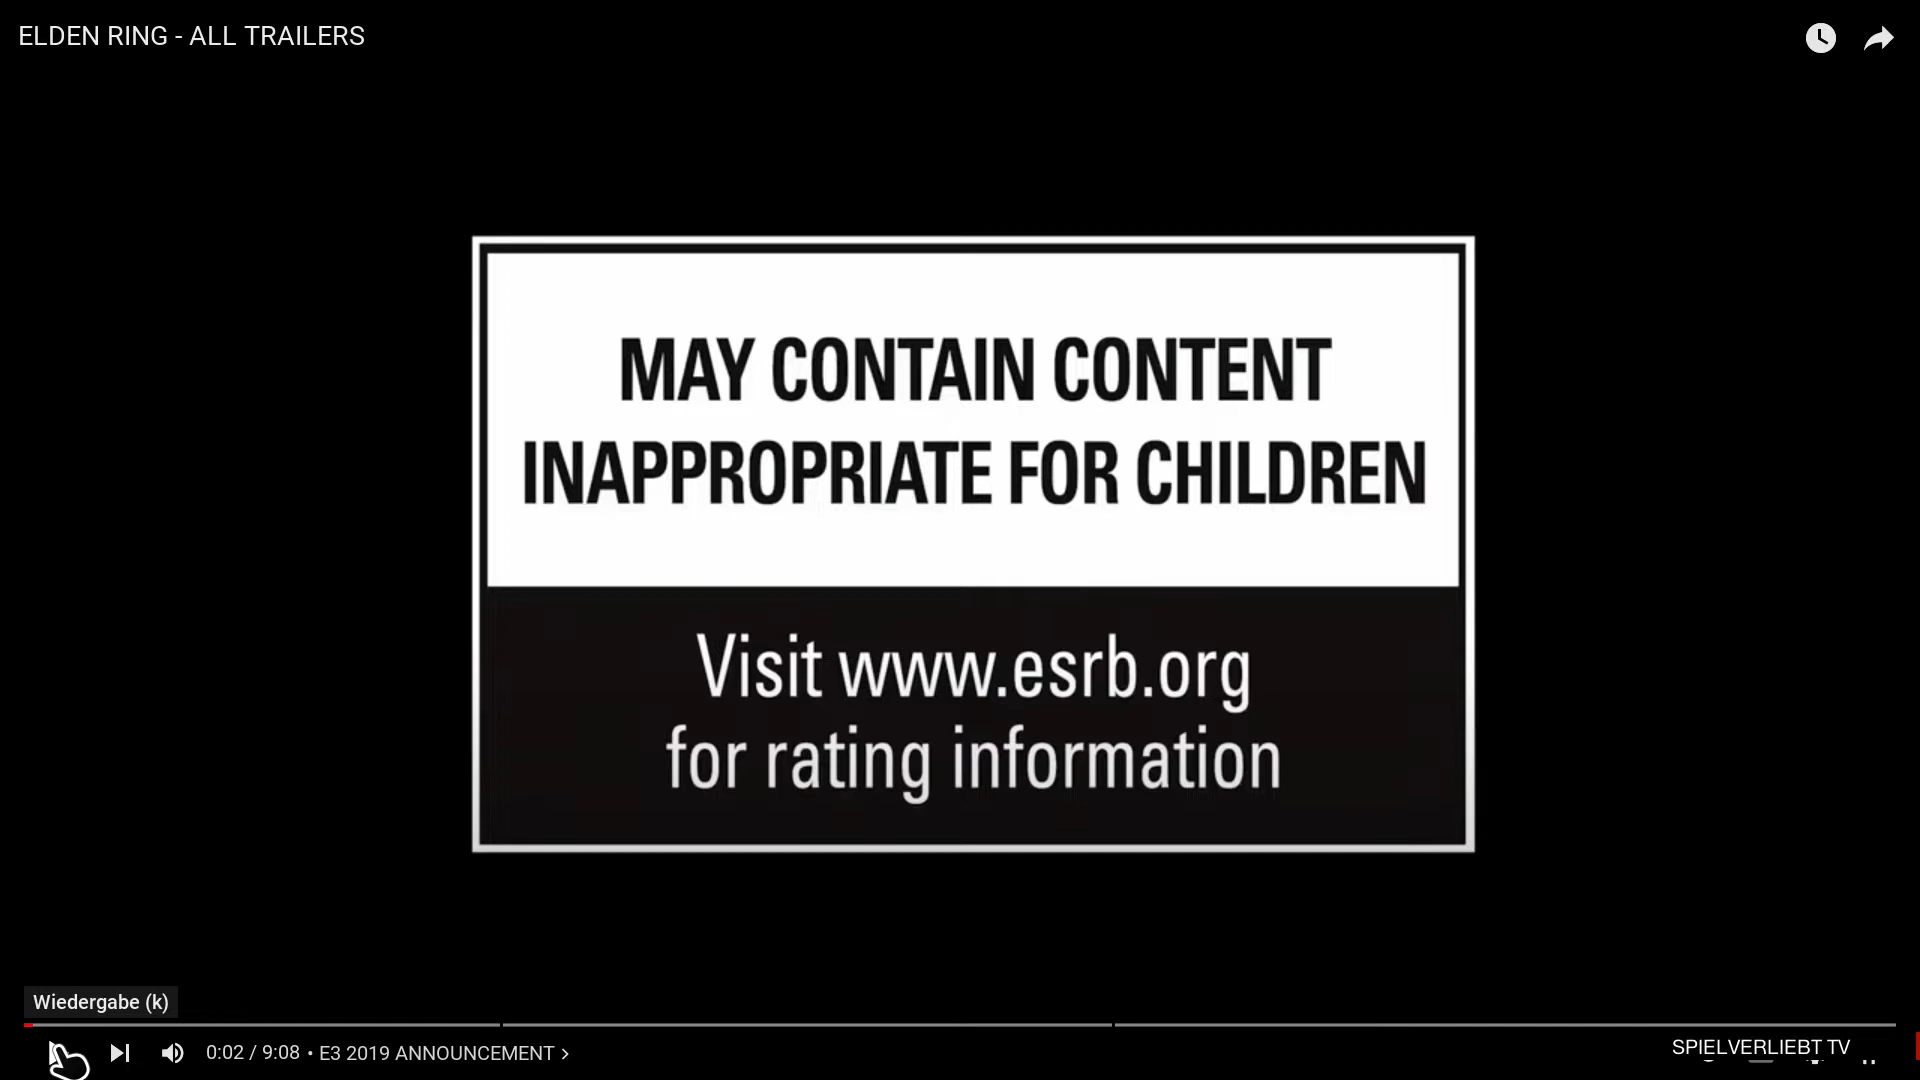 ELDEN RING - ALL TRAILERS
MAY CONTAIN CONTENT
INAPPROPRIATE FOR CHILDREN
Visit www.esrb.org
for rating information
Wiedergabe (k)
0:02 / 9:08 • E3 2019 ANNOUNCEMENT
SPIELVERLIEBT TV